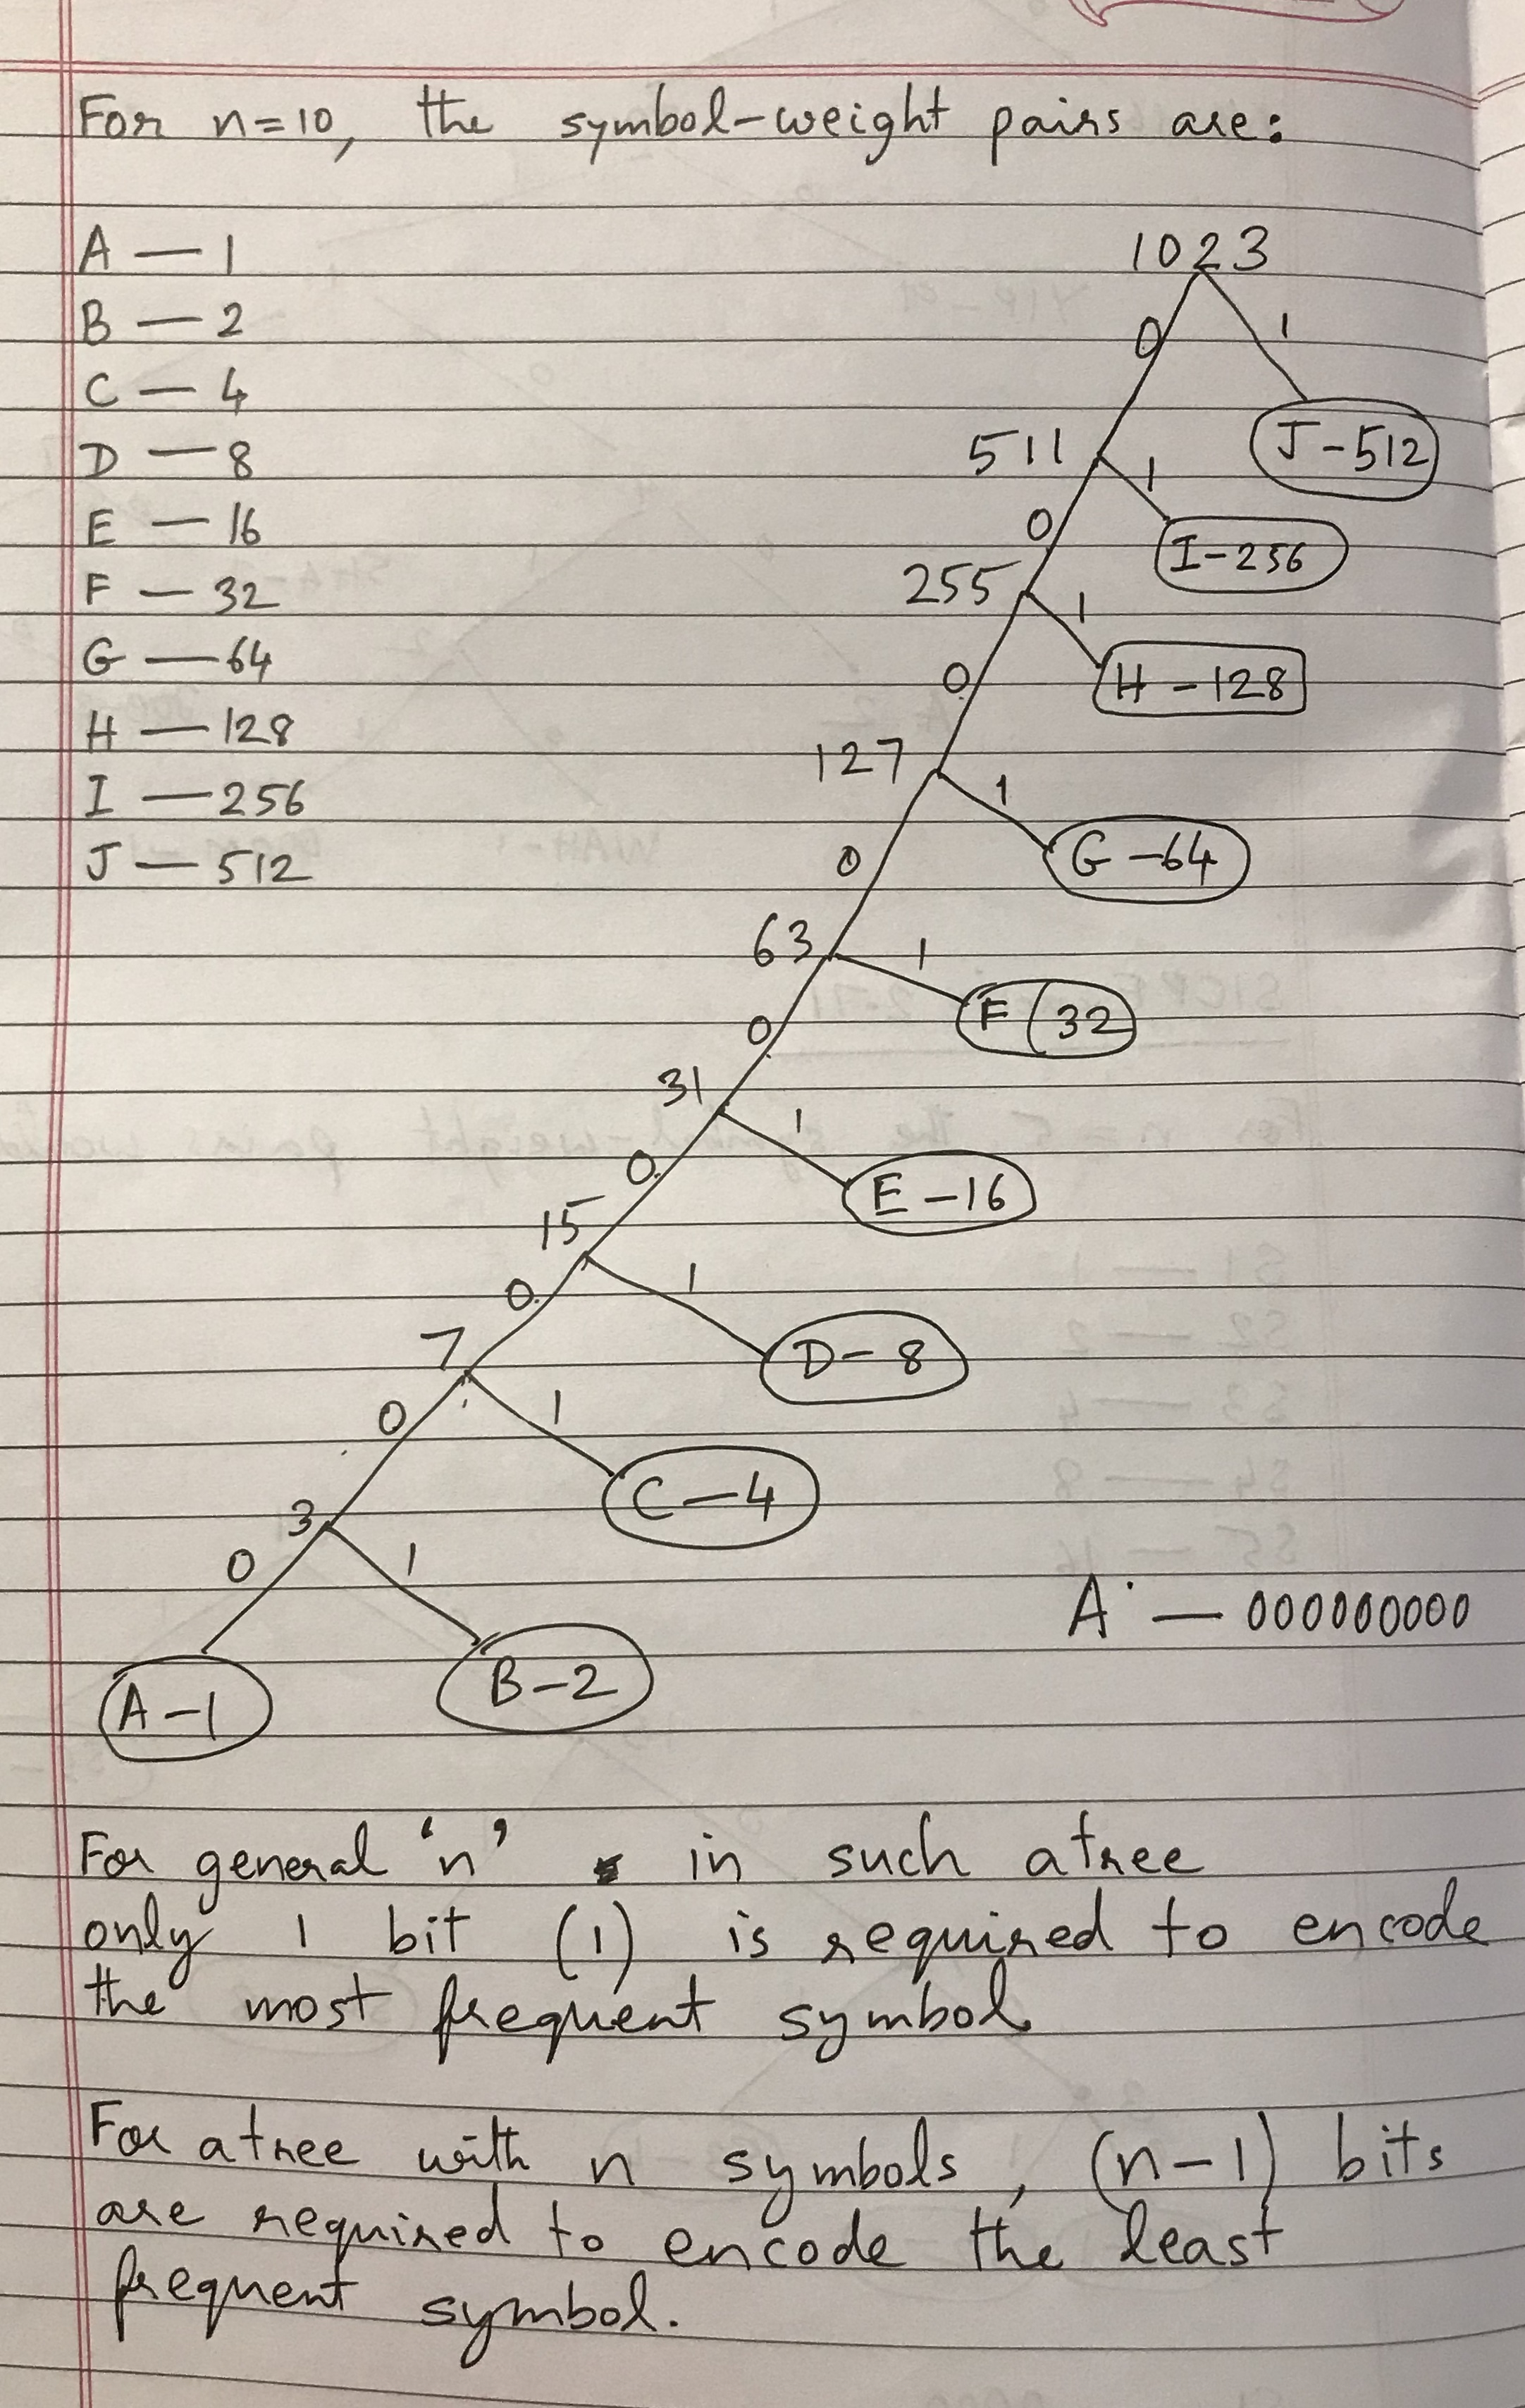 For n=10, the symbol-weight pairs are:
A — 1
B — 2
C — 4
D — 8
E — 16
F — 32
G — 64
H — 128
I — 256
J — 512
1023
0 1
511
J-512
0 1
255
I-256
0 1
127
H-128
0 1
63
G-64
0 1
31
F(32
0 1
15
E-16
0 1
7
D-8
0 1
3
C-4
0 1
A-1
B-2
A — 000000000
For general 'n' in such a tree
only 1 bit (1) is required to encode
the most frequent symbol
For a tree with n symbols, (n-1) bits
are required to encode the least
frequent symbol.